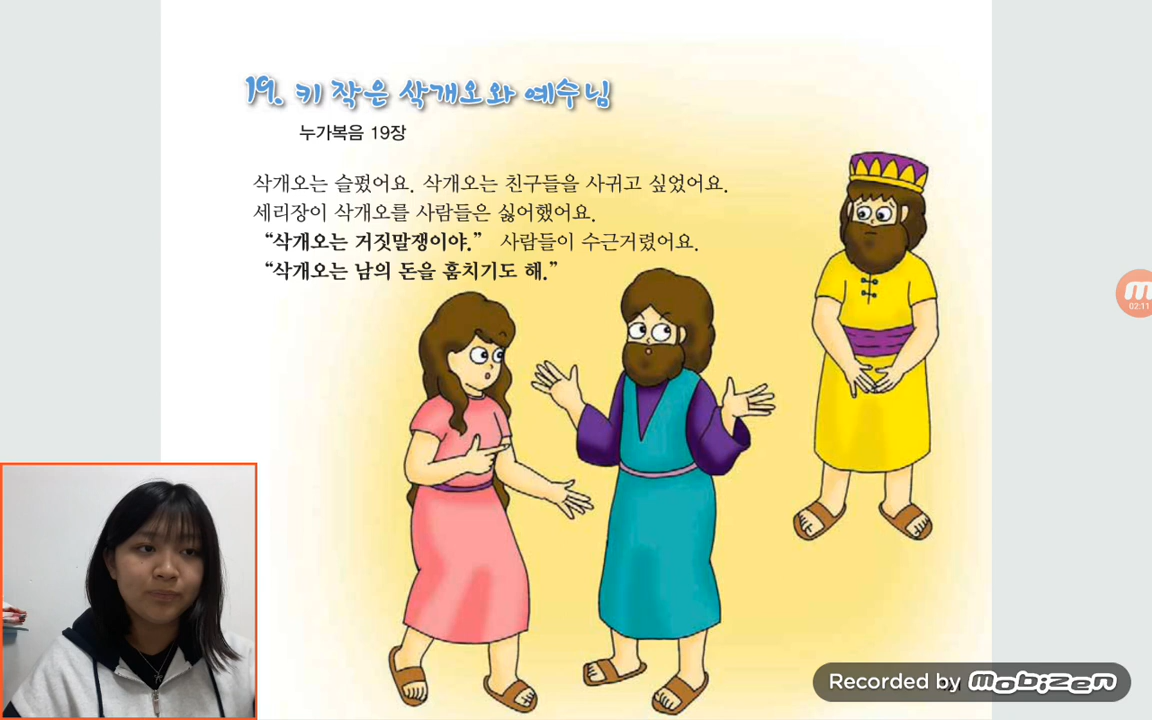 19. 키 작은 삭개오와 예수님
누가복음 19장
삭개오는 슬펐어요. 삭개오는 친구들을 사귀고 싶었어요.
세리장이 삭개오를 사람들은 싫어했어요.
“삭개오는 거짓말쟁이야.” 사람들이 수근거렸어요.
“삭개오는 남의 돈을 훔치기도 해.”
02:11
Recorded by mobizen